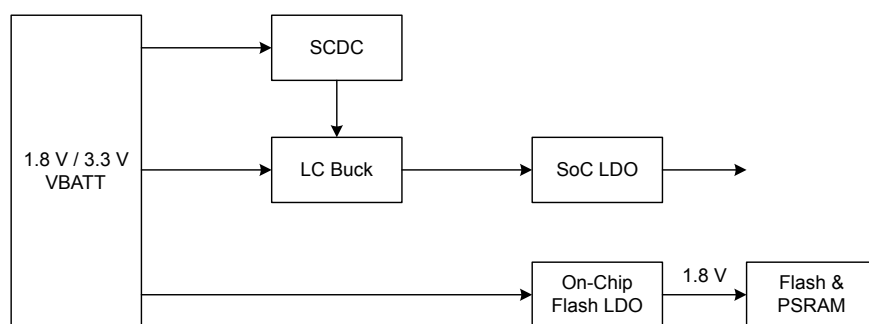 SCDC
1.8 V / 3.3 V
VBATT
LC Buck
SoC LDO
On-Chip
Flash LDO
1.8 V
Flash &
PSRAM